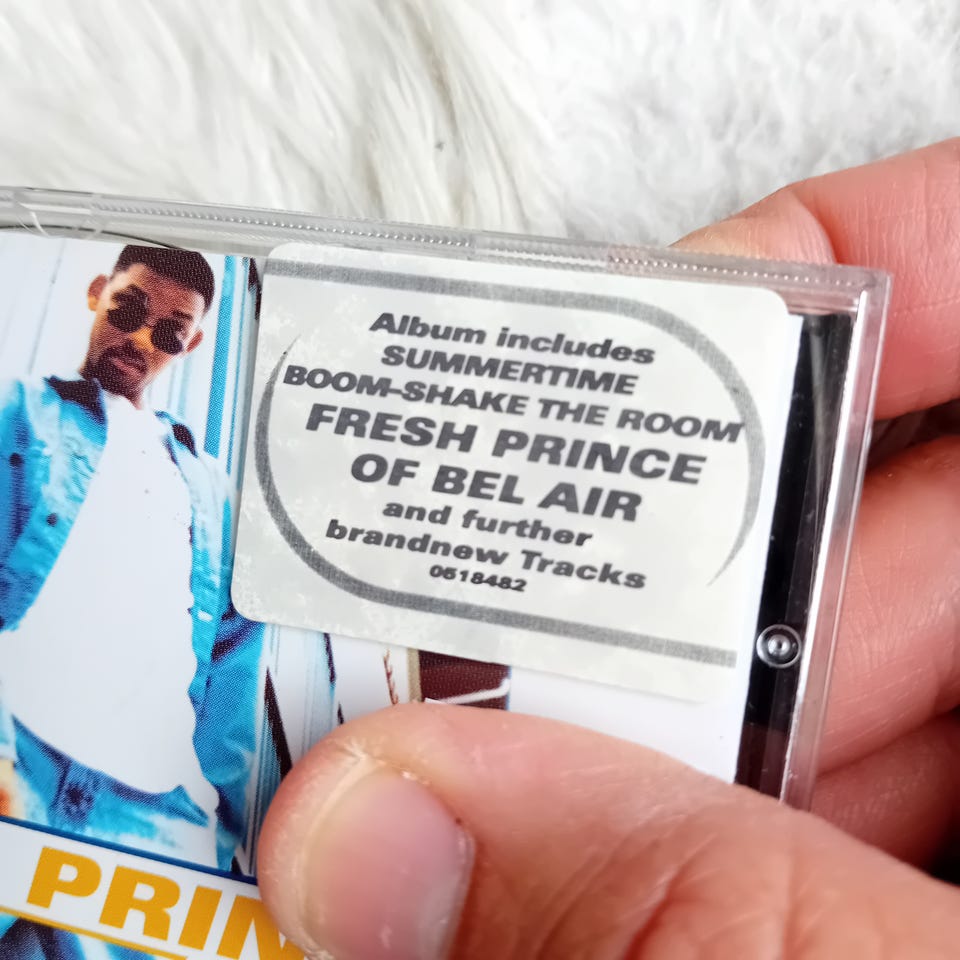 Album includes
SUMMERTIME
BOOM-SHAKE THE ROOM
FRESH PRINCE
OF BEL AIR
and further
brandnew Tracks
0518482
PRIN